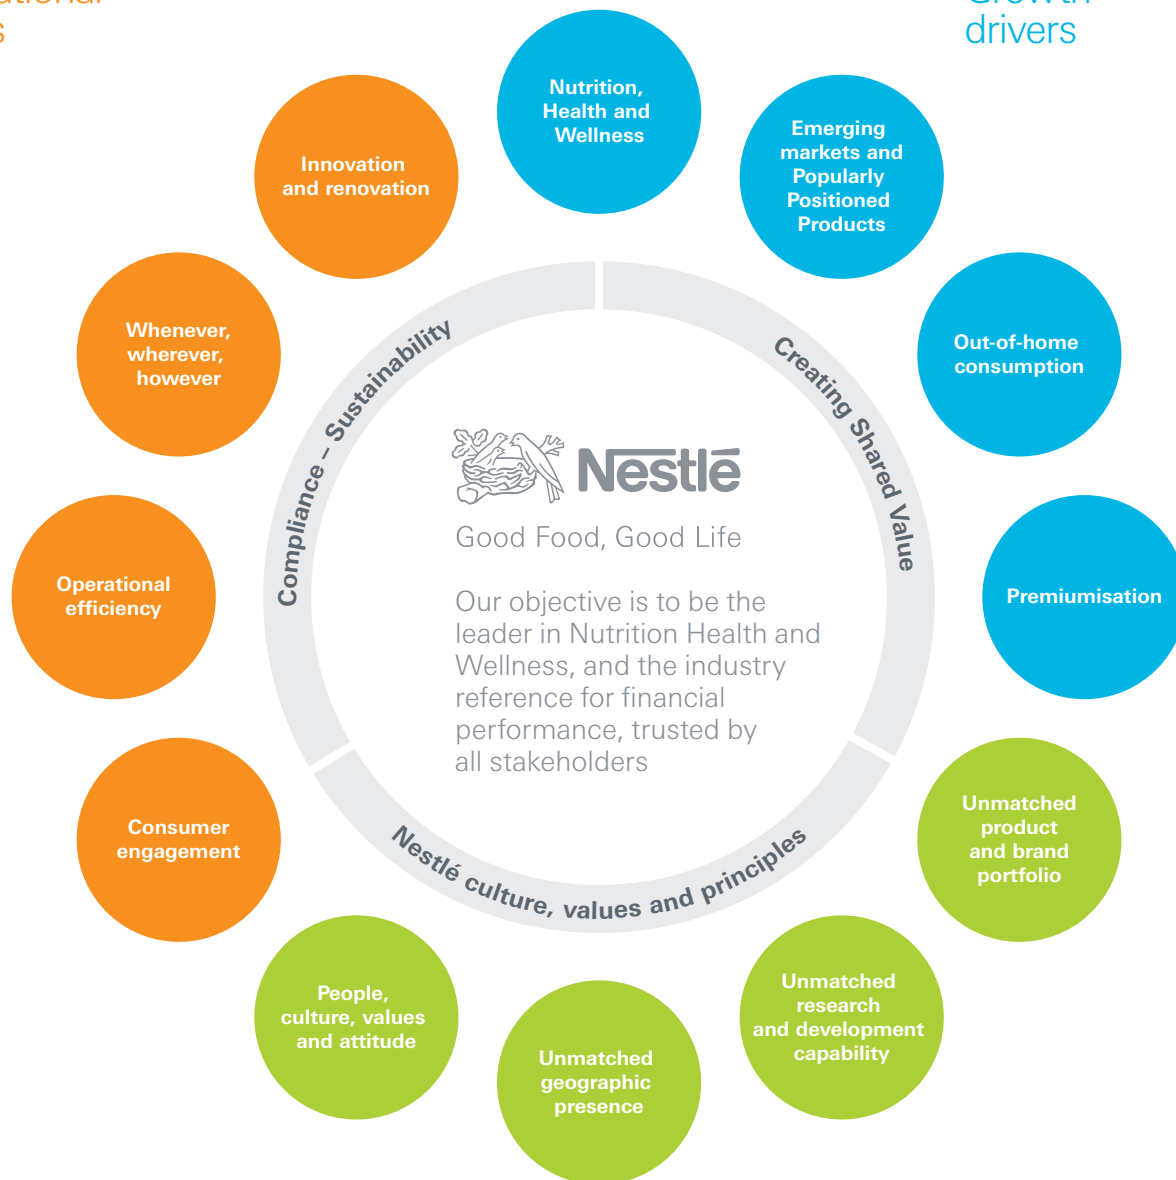 drivers
Nutrition,
Health and
Wellness
Emerging
markets and
Popularly
Positioned
Products
Out-of-home
consumption
Premiumisation
Unmatched
product
and brand
portfolio
Unmatched
research
and development
capability
Unmatched
geographic
presence
People,
culture, values
and attitude
Consumer
engagement
Operational
efficiency
Whenever,
wherever,
however
Innovation
and renovation
Compliance – Sustainability
Creating Shared Value
Nestlé culture, values and principles
Nestlé
Good Food, Good Life
Our objective is to be the
leader in Nutrition Health and
Wellness, and the industry
reference for financial
performance, trusted by
all stakeholders